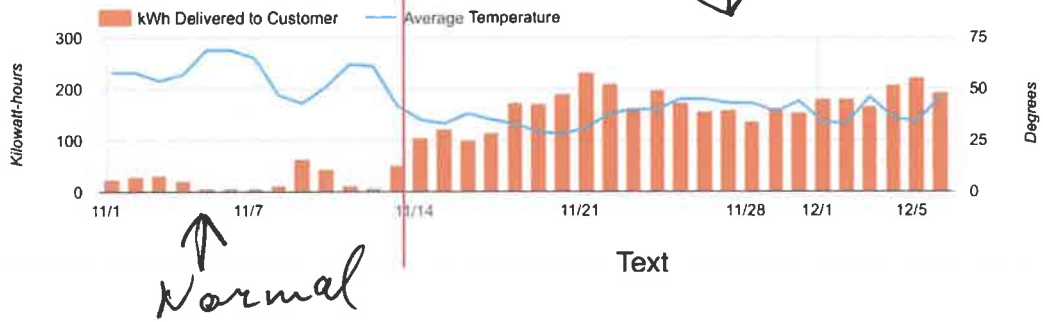 kWh Delivered to Customer Average Temperature
300 75
200 50
100 25
0 0
Kilowatt-hours
Degrees
11/1 11/7 11/14 11/21 11/28 12/1 12/5
Text
Normal